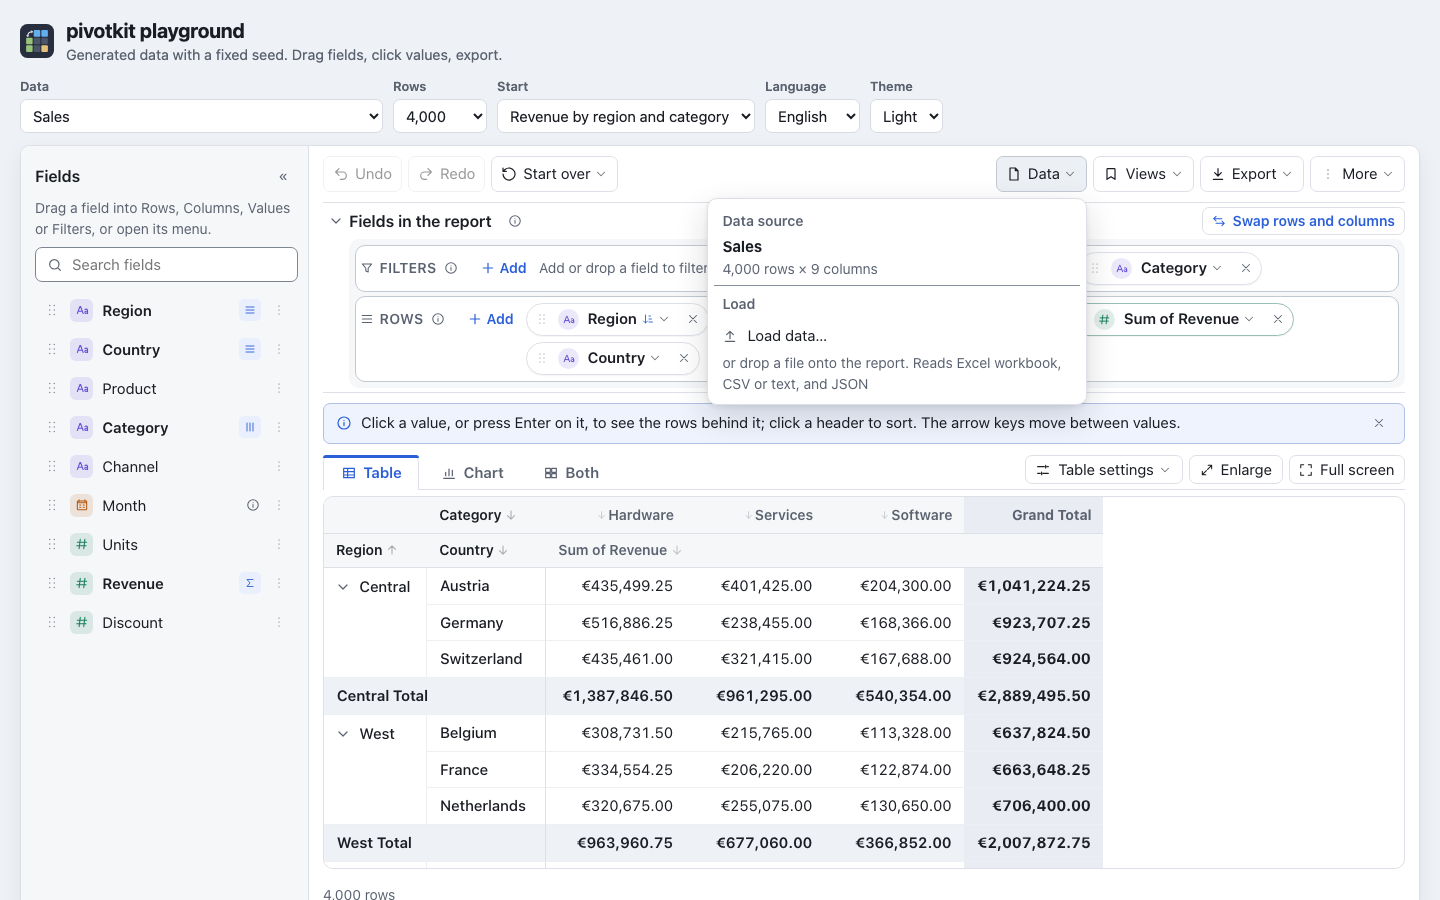 pivotkit playground
Generated data with a fixed seed. Drag fields, click values, export.
Data
Rows
Start
Language
Theme
Sales
4,000
Revenue by region and category
English
Light
Fields
«
Drag a field into Rows, Columns, Values
or Filters, or open its menu.
Search fields
Aa Region
Aa Country
Aa Product
Aa Category
Aa Channel
Month
# Units
# Revenue Σ
# Discount
Undo
Redo
Start over
Data
Views
Export
More
Fields in the report
Swap rows and columns
FILTERS
Add
Add or drop a field to filter
Aa Category
ROWS
Add
Aa Region
Aa Country
# Sum of Revenue
Data source
Sales
4,000 rows × 9 columns
Load
Load data...
or drop a file onto the report. Reads Excel workbook,
CSV or text, and JSON
Click a value, or press Enter on it, to see the rows behind it; click a header to sort. The arrow keys move between values.
Table
Chart
Both
Table settings
Enlarge
Full screen
Category ↓ ↓ Hardware ↓ Services ↓ Software Grand Total
Region ↑ Country ↓ Sum of Revenue ↓
Central Austria €435,499.25 €401,425.00 €204,300.00 €1,041,224.25
Germany €516,886.25 €238,455.00 €168,366.00 €923,707.25
Switzerland €435,461.00 €321,415.00 €167,688.00 €924,564.00
Central Total €1,387,846.50 €961,295.00 €540,354.00 €2,889,495.50
West Belgium €308,731.50 €215,765.00 €113,328.00 €637,824.50
France €334,554.25 €206,220.00 €122,874.00 €663,648.25
Netherlands €320,675.00 €255,075.00 €130,650.00 €706,400.00
West Total €963,960.75 €677,060.00 €366,852.00 €2,007,872.75
4,000 rows